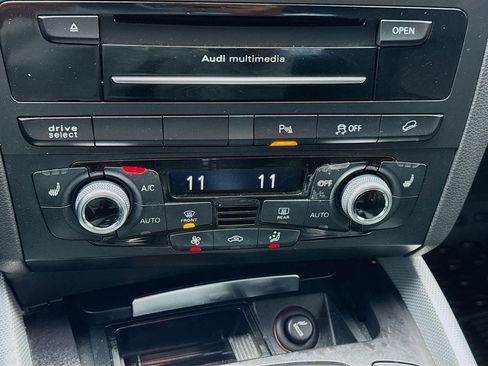 OPEN
Audi multimedia
drive select
P
OFF
A/C
11 11
OFF
AUTO
FRONT
REAR
AUTO